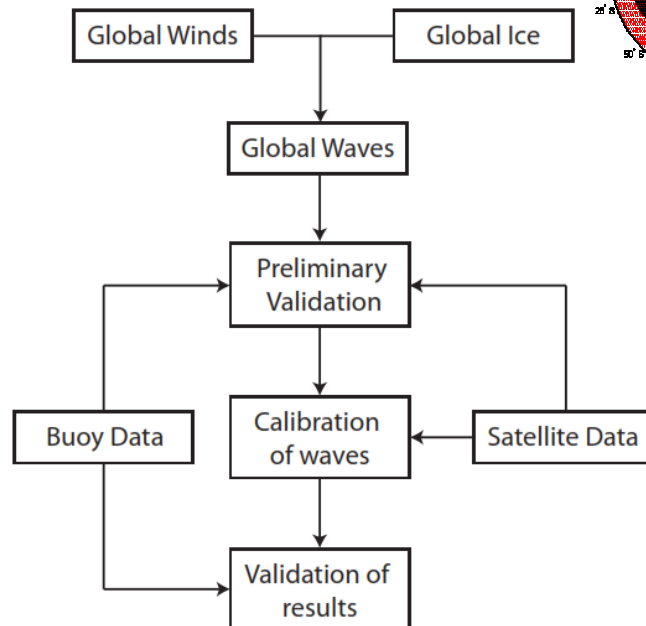 Global Winds
Global Ice
Global Waves
Preliminary
Validation
Buoy Data
Calibration
of waves
Satellite Data
Validation of
results